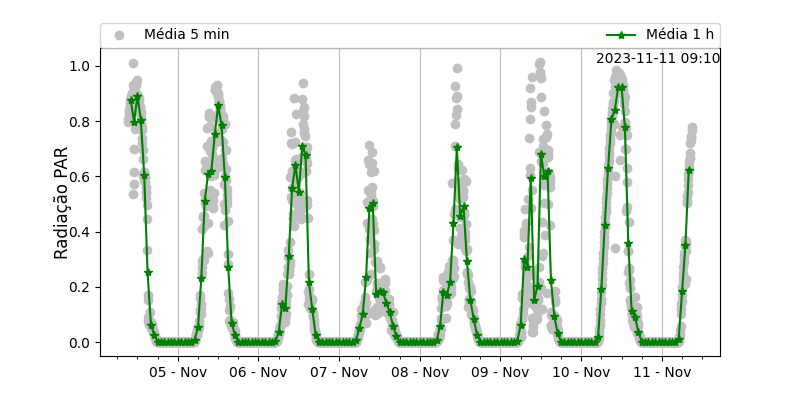 Média 5 min
Média 1 h
2023-11-11 09:10
Radiação PAR
1.0
0.8
0.6
0.4
0.2
0.0
05 - Nov
06 - Nov
07 - Nov
08 - Nov
09 - Nov
10 - Nov
11 - Nov